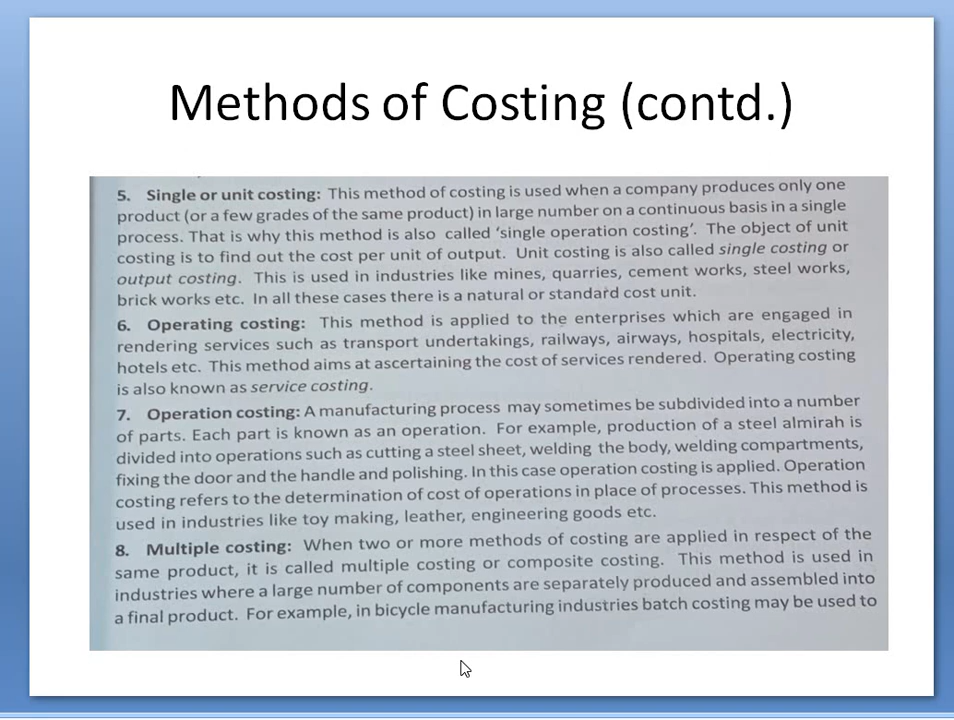 Methods of Costing (contd.)
5. Single or unit costing: This method of costing is used when a company produces only one
product (or a few grades of the same product) in large number on a continuous basis in a single
process. That is why this method is also called ‘single operation costing’. The object of unit
costing is to find out the cost per unit of output. Unit costing is also called single costing or
output costing. This is used in industries like mines, quarries, cement works, steel works,
brick works etc. In all these cases there is a natural or standard cost unit.
6. Operating costing: This method is applied to the enterprises which are engaged in
rendering services such as transport undertakings, railways, airways, hospitals, electricity,
hotels etc. This method aims at ascertaining the cost of services rendered. Operating costing
is also known as service costing.
7. Operation costing: A manufacturing process may sometimes be subdivided into a number
of parts. Each part is known as an operation. For example, production of a steel almirah is
divided into operations such as cutting a steel sheet, welding the body, welding compartments,
fixing the door and the handle and polishing. In this case operation costing is applied. Operation
costing refers to the determination of cost of operations in place of processes. This method is
used in industries like toy making, leather, engineering goods etc.
8. Multiple costing: When two or more methods of costing are applied in respect of the
same product, it is called multiple costing or composite costing. This method is used in
industries where a large number of components are separately produced and assembled into
a final product. For example, in bicycle manufacturing industries batch costing may be used to